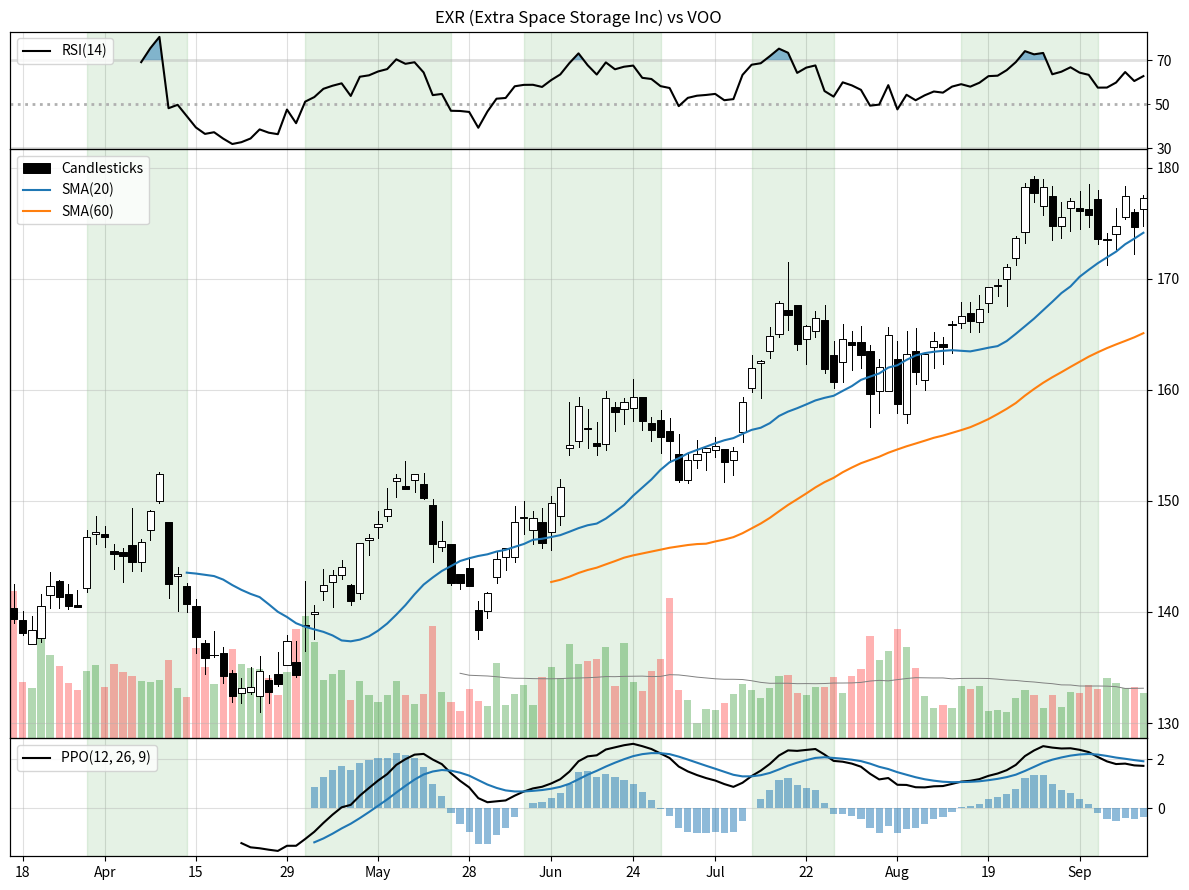 EXR (Extra Space Storage Inc) vs VOO
RSI(14)
70
50
30
Candlesticks
SMA(20)
SMA(60)
180
170
160
150
140
130
PPO(12, 26, 9)
2
0
18 Apr 15 29 May 28 Jun 24 Jul 22 Aug 19 Sep